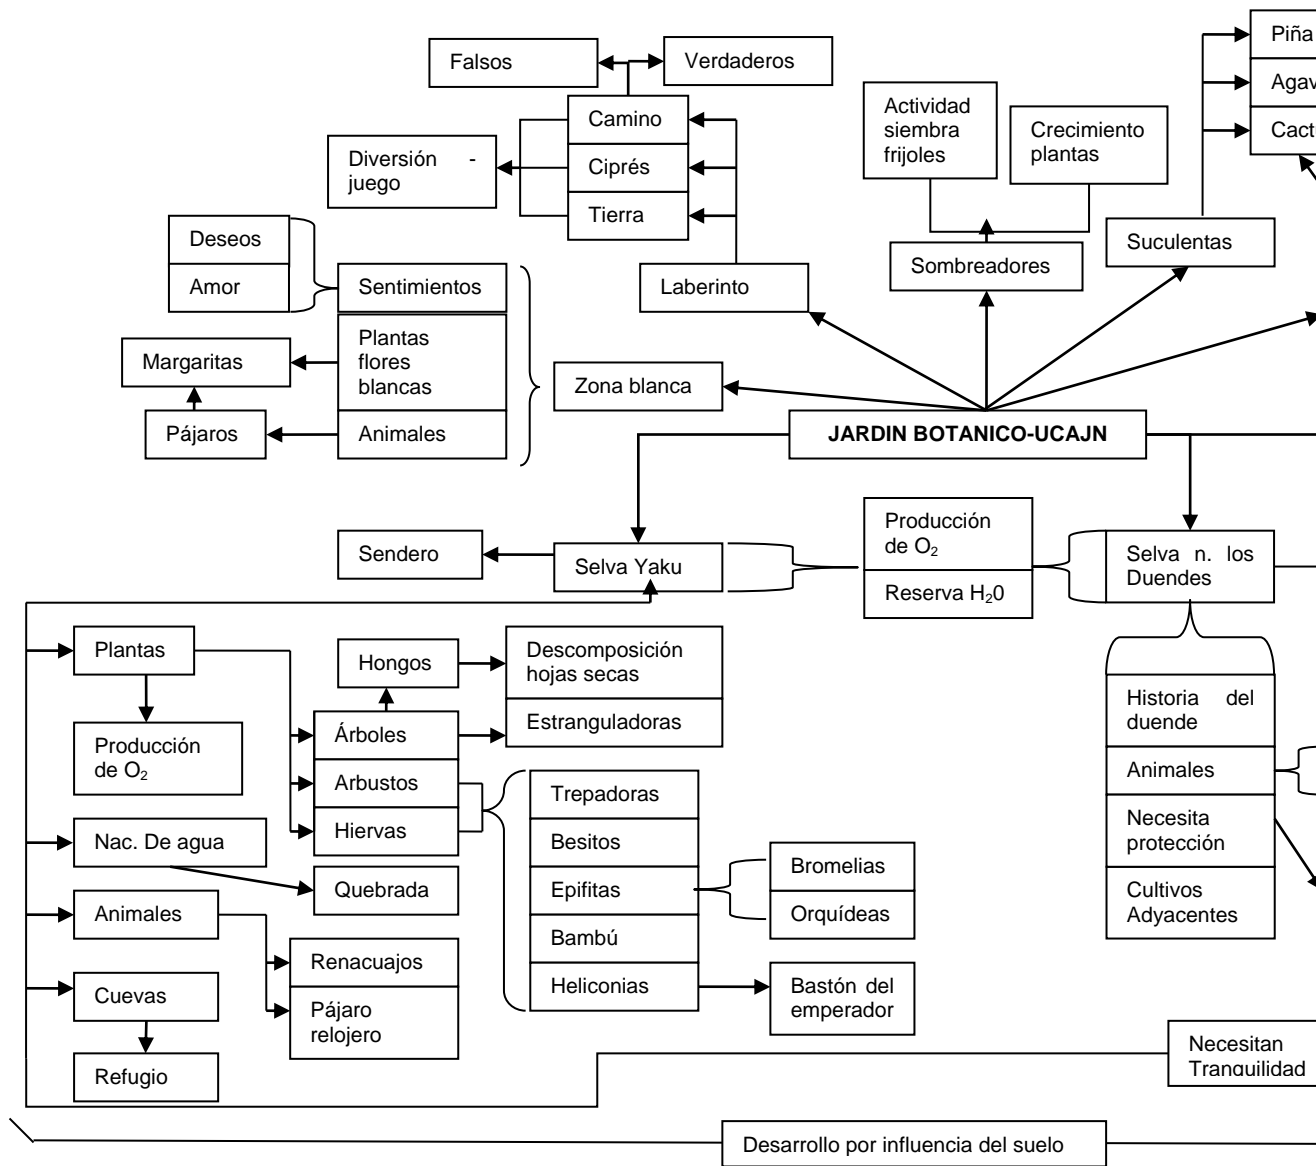 Piña
Falsos
Verdaderos
Agav
Actividad
siembra
frijoles
Camino
Crecimiento
plantas
Cact
Diversión -
juego
Ciprés
Tierra
Deseos
Suculentas
Sombreadores
Amor
Sentimientos
Laberinto
Plantas
flores
blancas
Margaritas
Zona blanca
Pájaros
Animales
JARDIN BOTANICO-UCAJN
Producción
de O₂
Sendero
Selva Yaku
Selva n. los
Duendes
Reserva H₂0
Plantas
Hongos
Descomposición
hojas secas
Historia del
duende
Árboles
Estranguladoras
Producción
de O₂
Arbustos
Animales
Trepadoras
Hiervas
Besitos
Necesita
protección
Nac. De agua
Quebrada
Epifitas
Bromelias
Cultivos
Adyacentes
Animales
Orquídeas
Bambú
Renacuajos
Cuevas
Heliconias
Bastón del
emperador
Pájaro
relojero
Refugio
Necesitan
Tranquilidad
Desarrollo por influencia del suelo